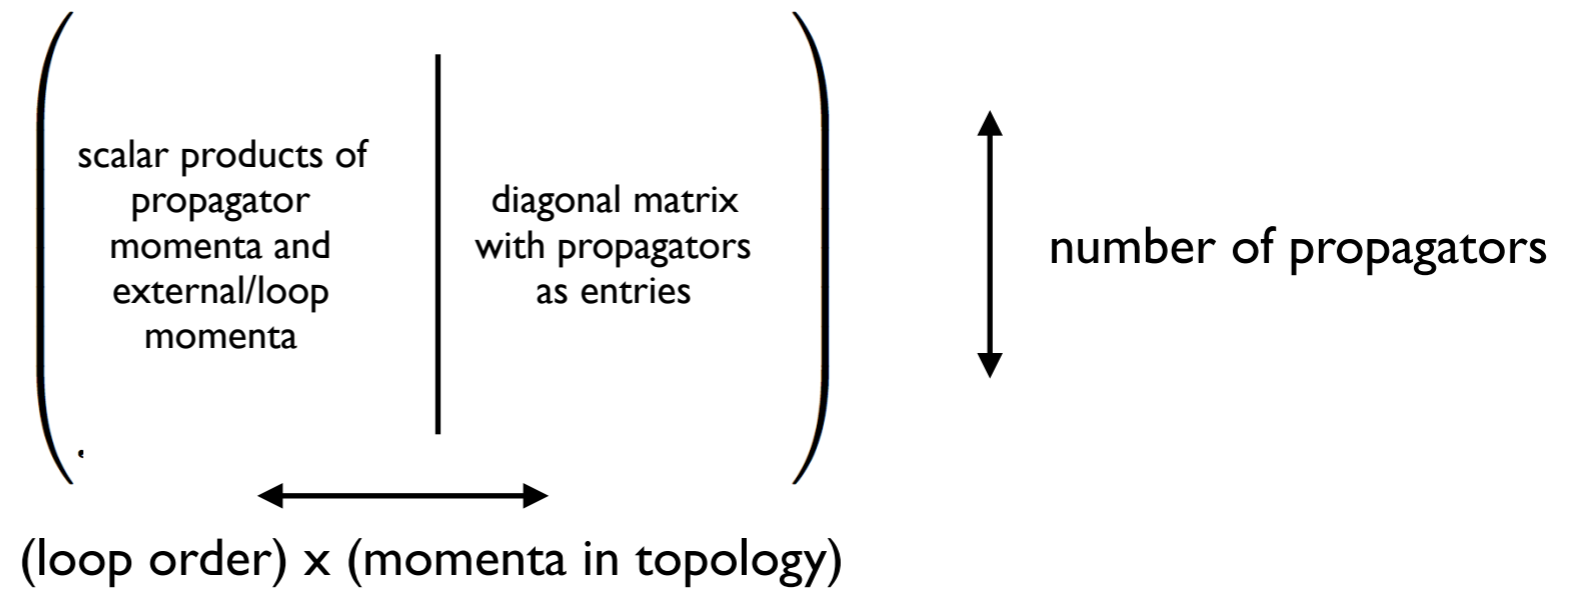 scalar products of
propagator
momenta and
external/loop
momenta
diagonal matrix
with propagators
as entries
number of propagators
(loop order) x (momenta in topology)